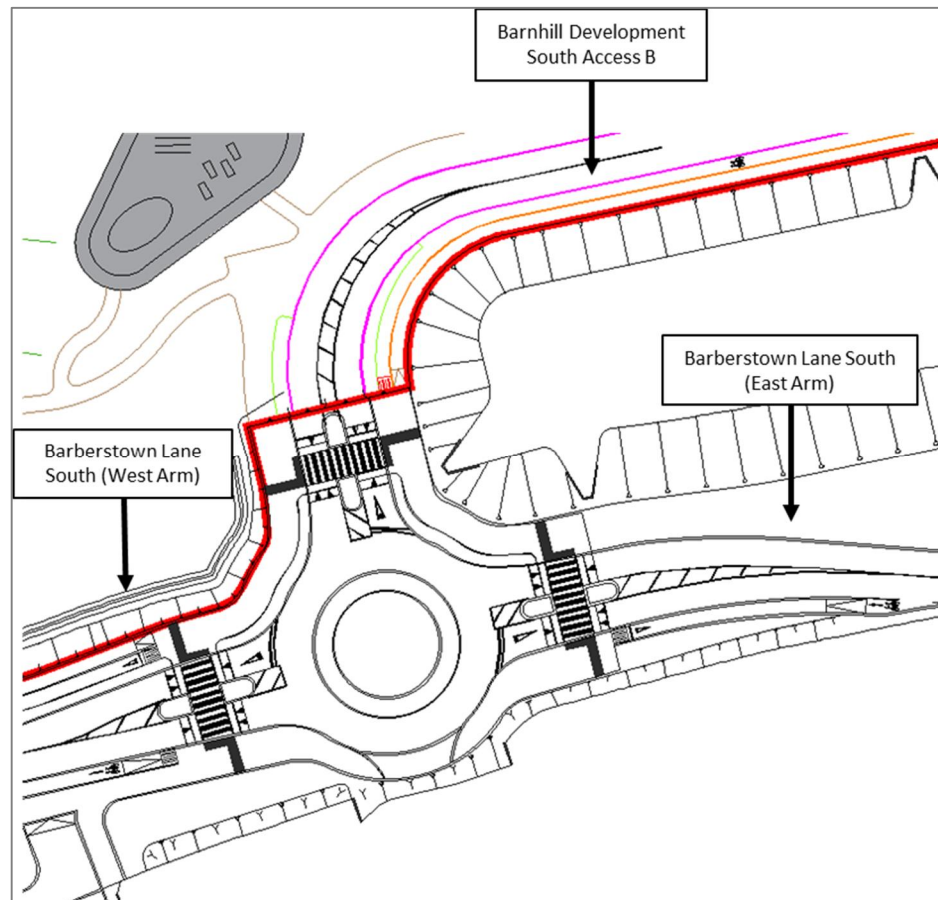 Barnhill Development
South Access B
Barberstown Lane South
(East Arm)
Barberstown Lane
South (West Arm)